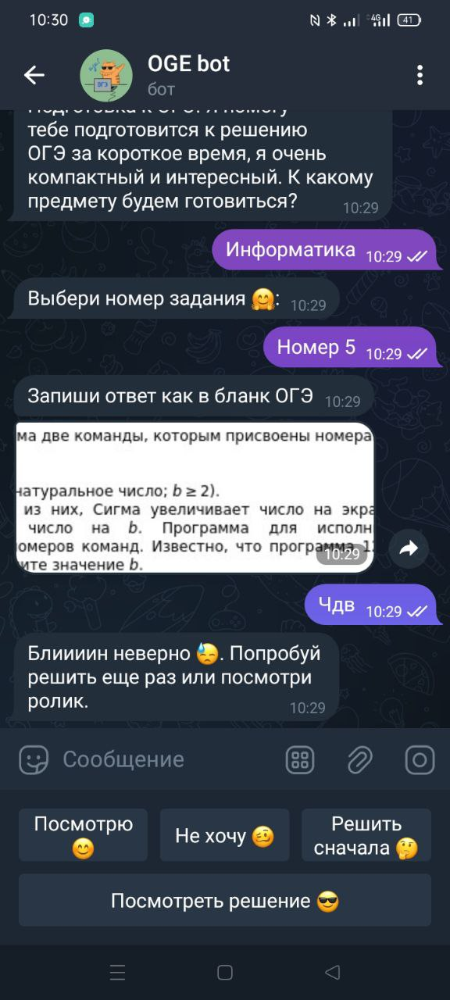 10:30
4G
41
OGE bot
бот
ОГЭ
тебе подготовится к решению
ОГЭ за короткое время, я очень
компактный и интересный. К какому
предмету будем готовиться?
10:29
Информатика 10:29
Выбери номер задания 🤗: 10:29
Номер 5 10:29
Запиши ответ как в бланк ОГЭ 10:29
ма две команды, которым присвоены номера
натуральное число; b ≥ 2).
из них, Сигма увеличивает число на экра
число на b. Программа для исполн
омеров команд. Известно, что программа 1
ите значение b.
10:29
Чдв 10:29
Блиииин неверно 😓. Попробуй
решить еще раз или посмотри
ролик.
10:29
Сообщение
Посмотрю
😊
Не хочу 🥴
Решить
сначала 🤔
Посмотреть решение 😎